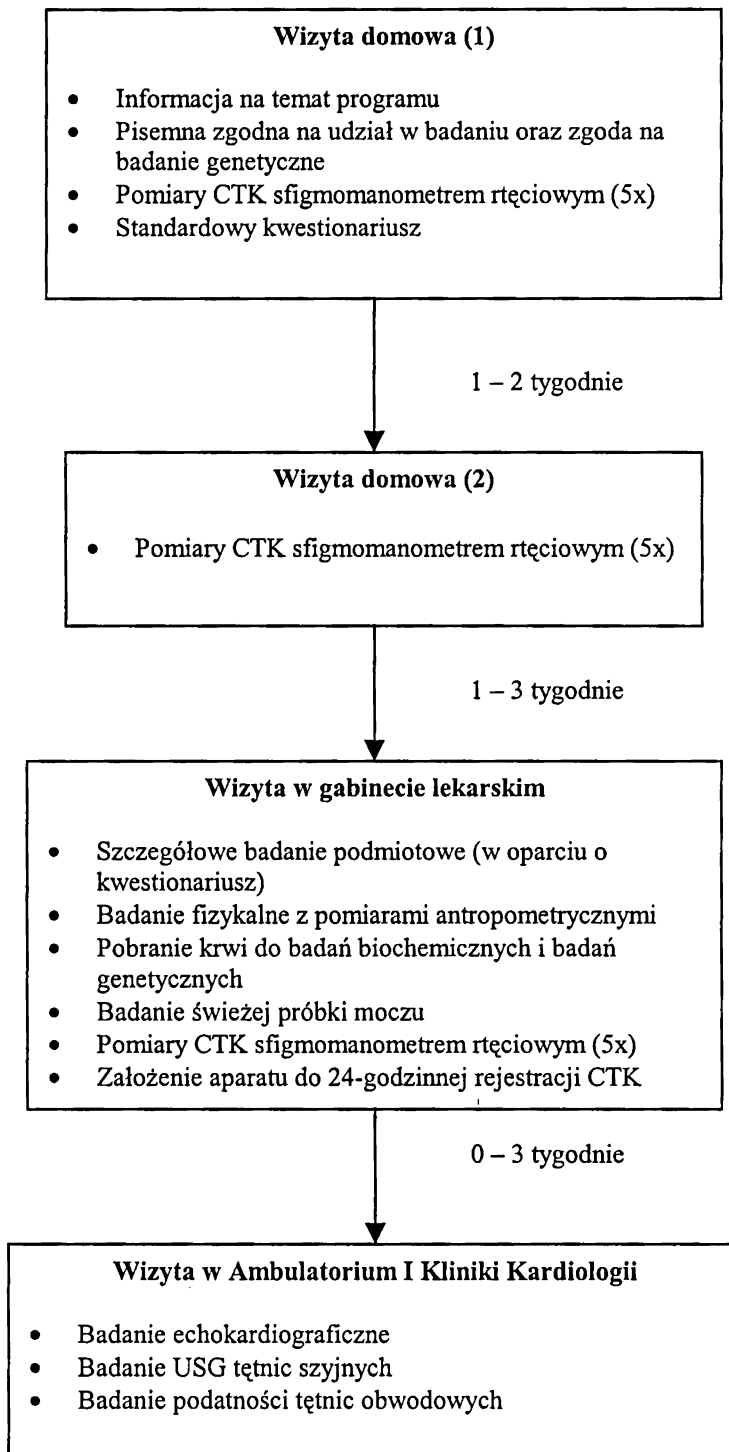 Wizyta domowa (1)
• Informacja na temat programu
• Pisemna zgodna na udział w badaniu oraz zgoda na
badanie genetyczne
• Pomiary CTK sfigmomanometrem rtęciowym (5x)
• Standardowy kwestionariusz
1 – 2 tygodnie
Wizyta domowa (2)
• Pomiary CTK sfigmomanometrem rtęciowym (5x)
1 – 3 tygodnie
Wizyta w gabinecie lekarskim
• Szczegółowe badanie podmiotowe (w oparciu o
kwestionariusz)
• Badanie fizykalne z pomiarami antropometrycznymi
• Pobranie krwi do badań biochemicznych i badań
genetycznych
• Badanie świeżej próbki moczu
• Pomiary CTK sfigmomanometrem rtęciowym (5x)
• Założenie aparatu do 24-godzinnej rejestracji CTK
0 – 3 tygodnie
Wizyta w Ambulatorium I Kliniki Kardiologii
• Badanie echokardiograficzne
• Badanie USG tętnic szyjnych
• Badanie podatności tętnic obwodowych